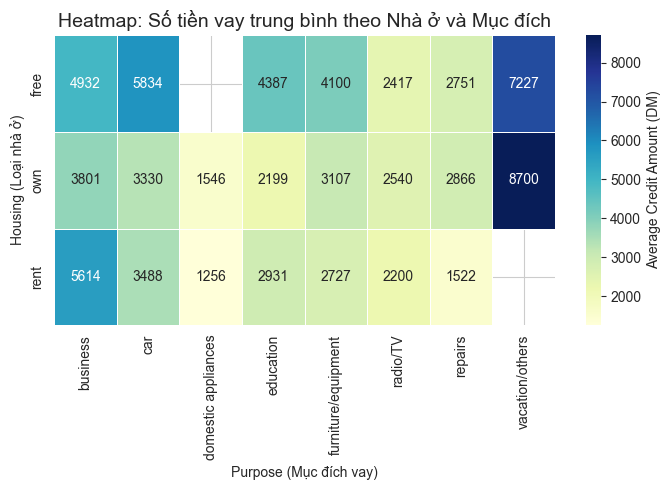 Heatmap: Số tiền vay trung bình theo Nhà ở và Mục đích
Housing (Loại nhà ở)
free
4932 5834 4387 4100 2417 2751 7227
own
3801 3330 1546 2199 3107 2540 2866 8700
rent
5614 3488 1256 2931 2727 2200 1522
business
car
domestic appliances
education
furniture/equipment
radio/TV
repairs
vacation/others
Purpose (Mục đích vay)
8000
7000
6000
5000
4000
3000
2000
Average Credit Amount (DM)